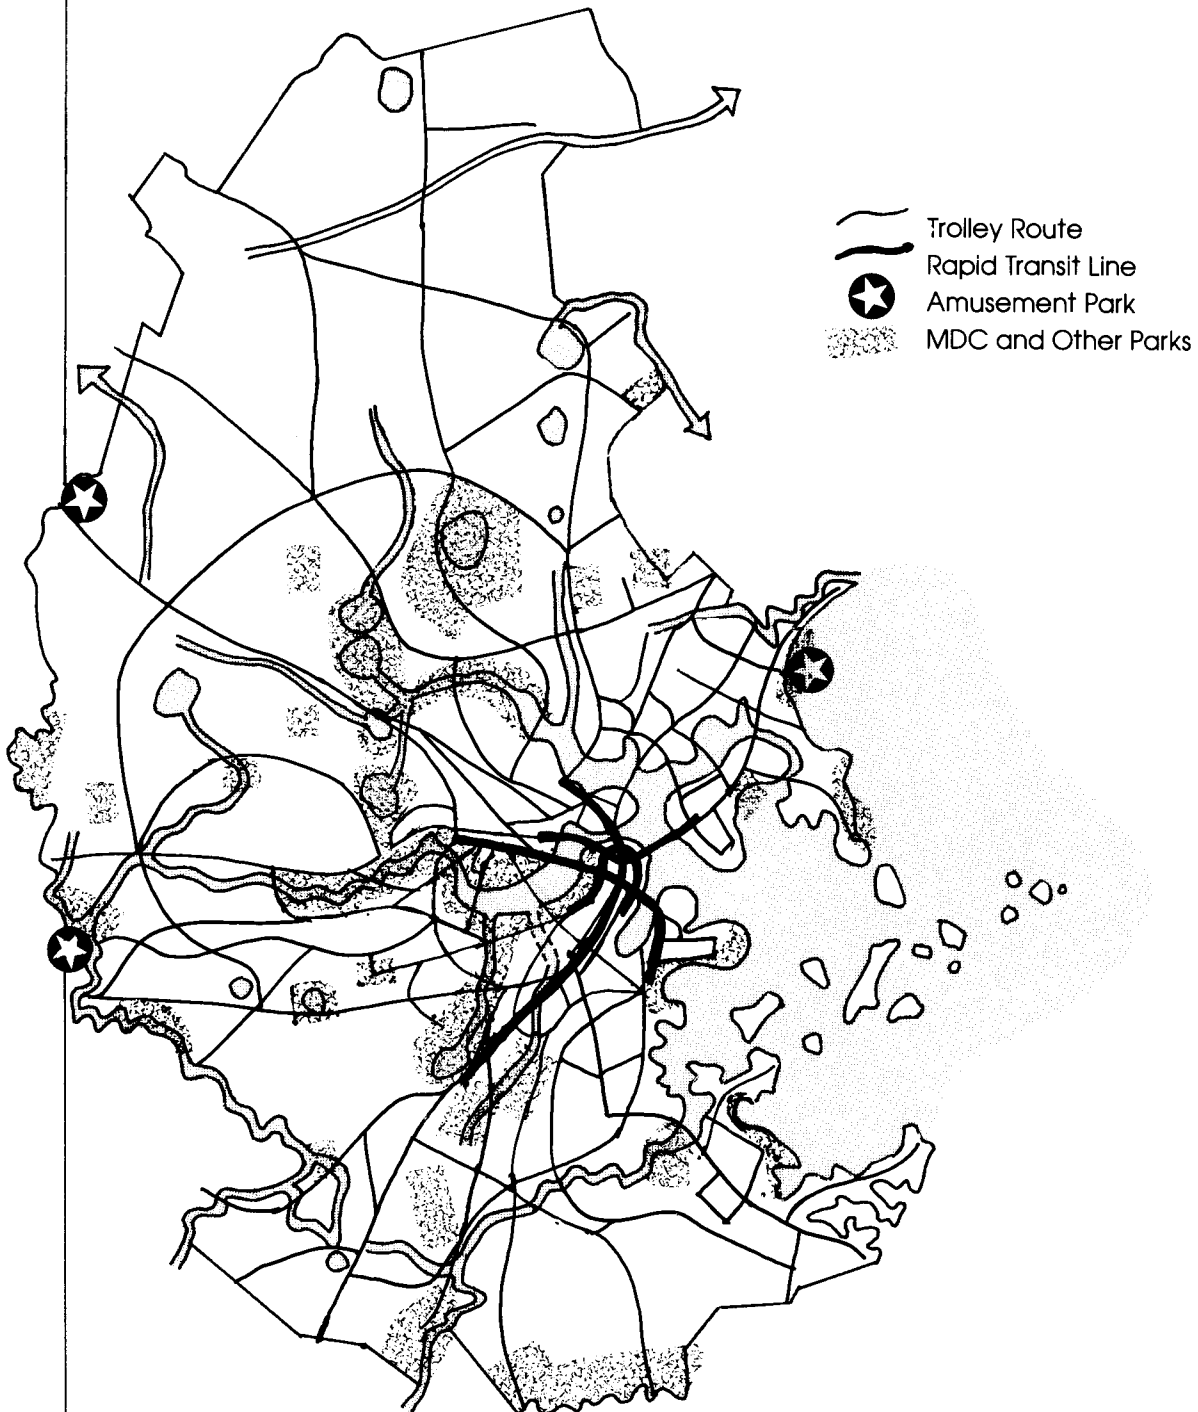 Trolley Route
Rapid Transit Line
Amusement Park
MDC and Other Parks